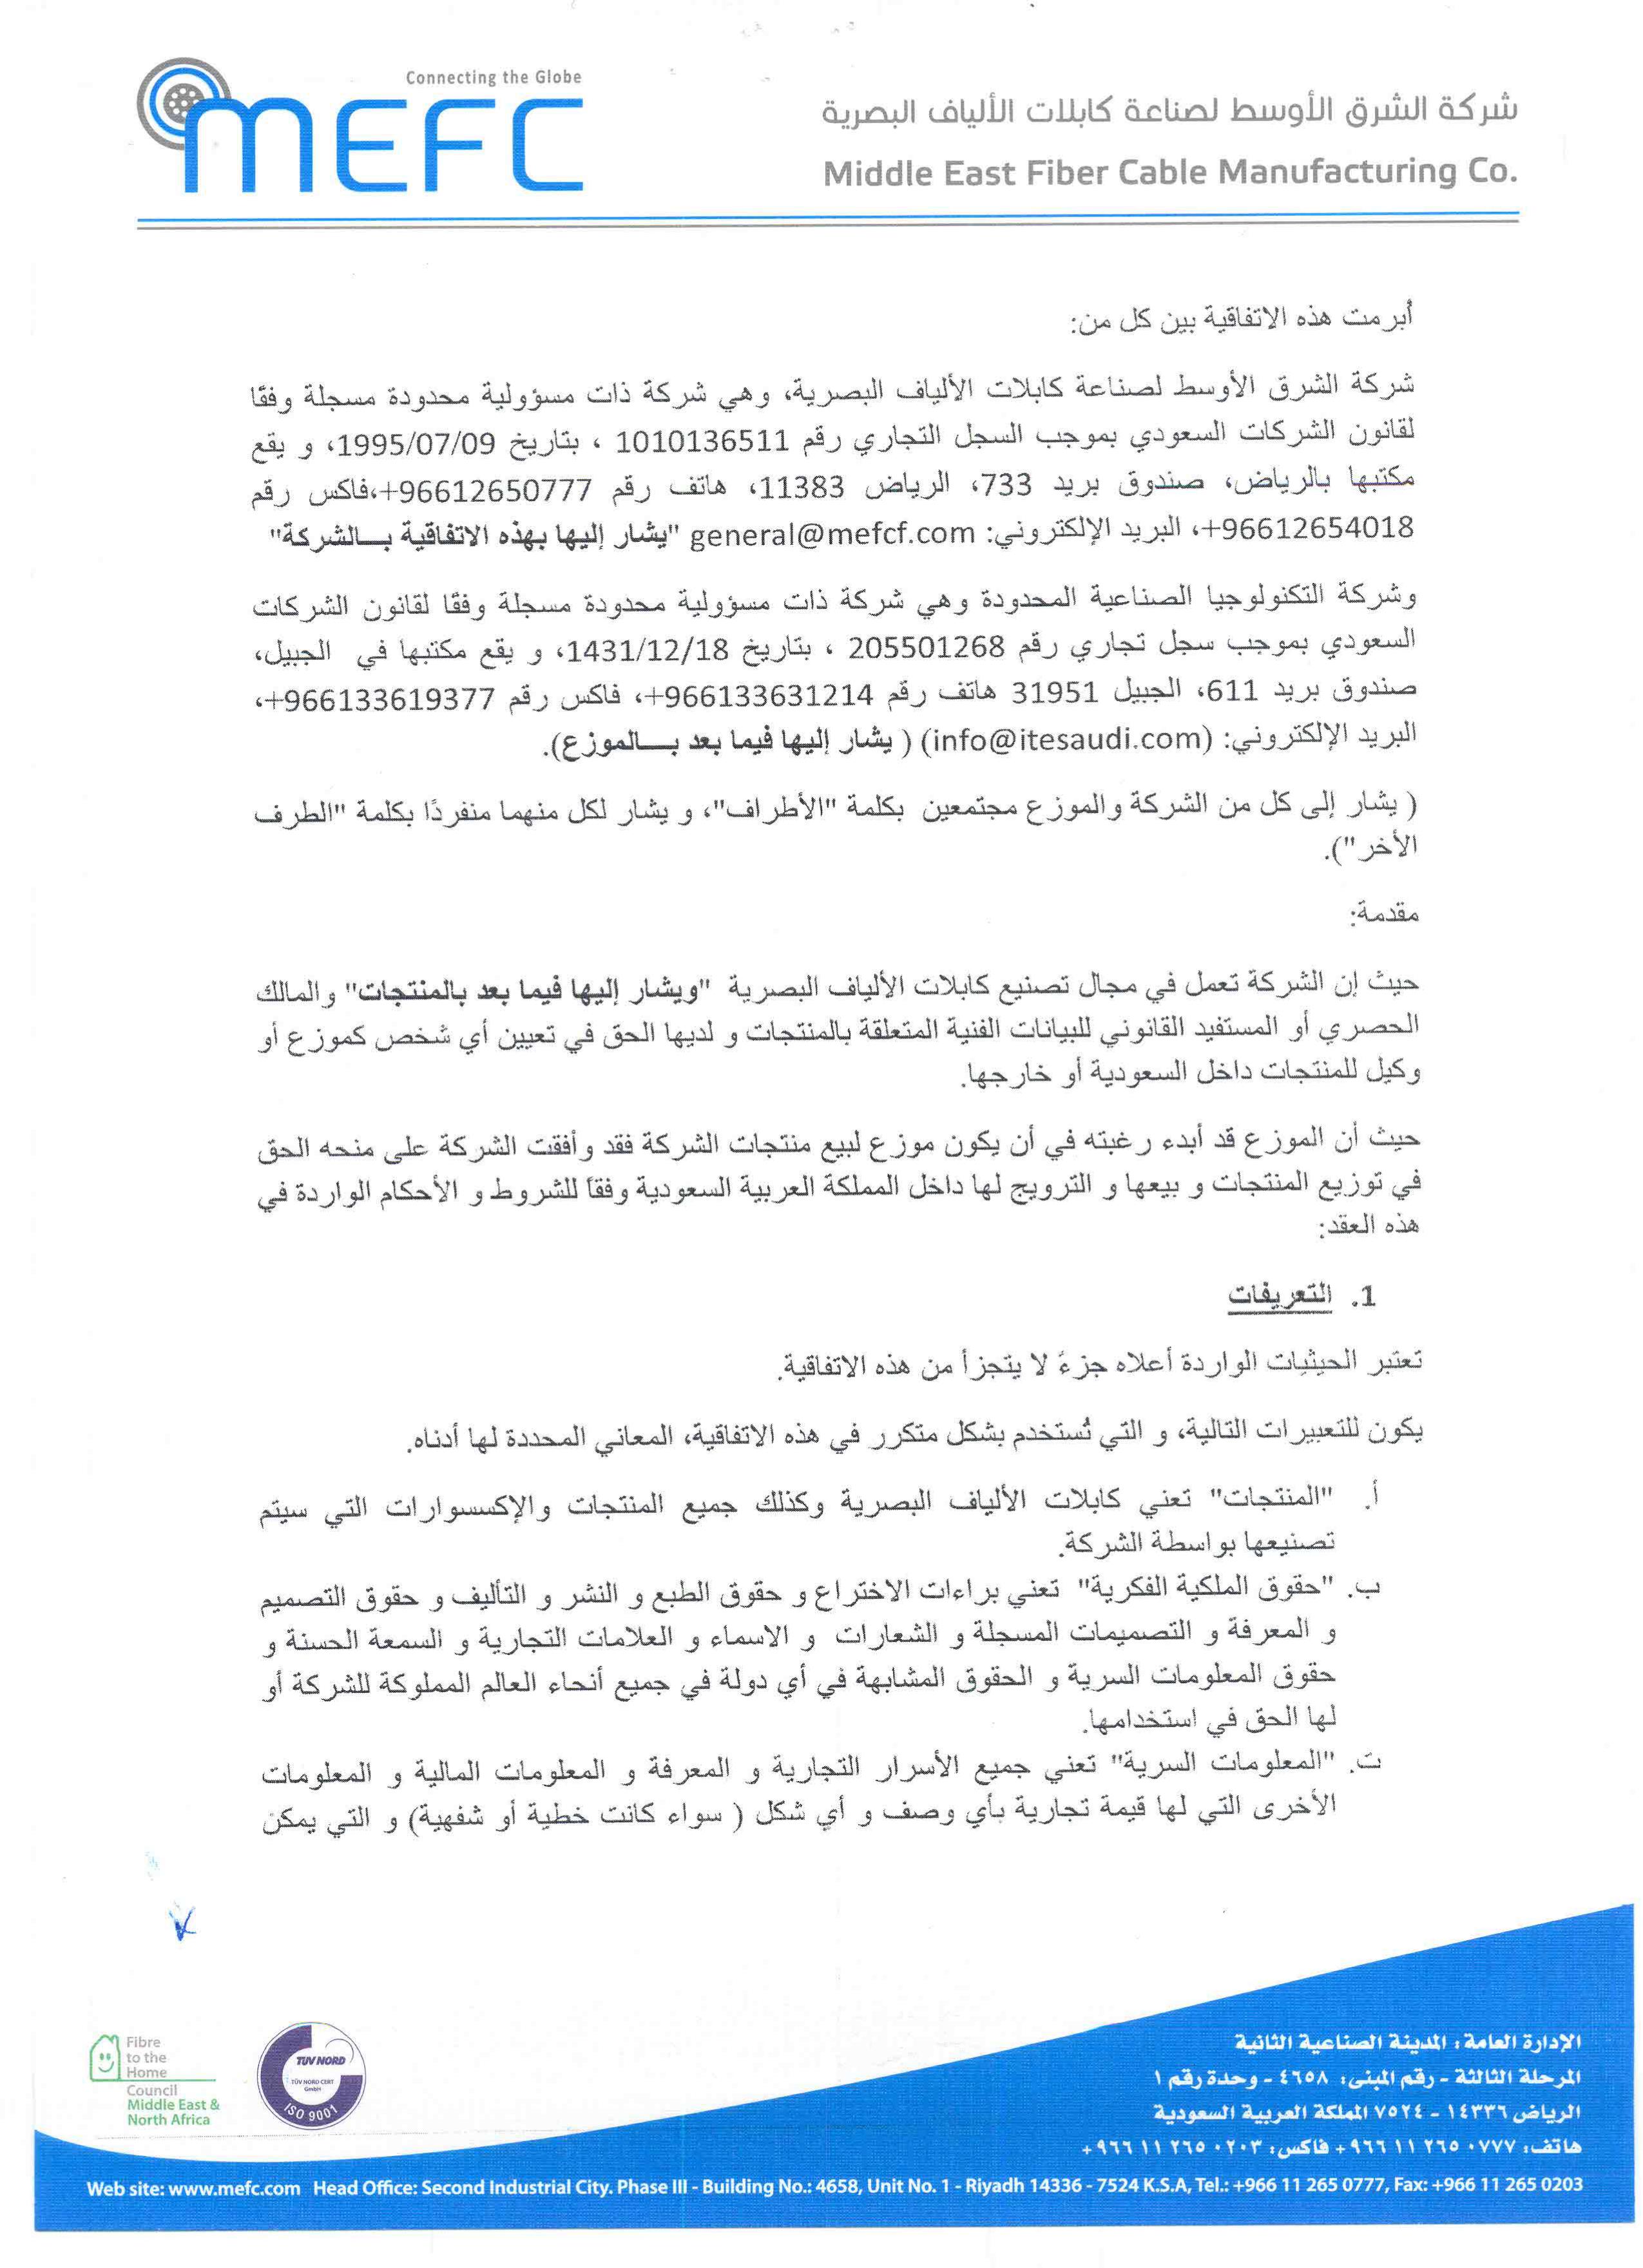 Connecting the Globe
MEFC
شركة الشرق الأوسط لصناعة كابلات الألياف البصرية
Middle East Fiber Cable Manufacturing Co.
أبرمت هذه الاتفاقية بين كل من:
شركة الشرق الأوسط لصناعة كابلات الألياف البصرية، وهي شركة ذات مسؤولية محدودة مسجلة وفقًا
لقانون الشركات السعودي بموجب السجل التجاري رقم 1010136511 ، بتاريخ 1995/07/09، و يقع
مكتبها بالرياض، صندوق بريد 733، الرياض 11383، هاتف رقم 96612650777+،فاكس رقم
96612654018+، البريد الإلكتروني: general@mefcf.com "يشار إليها بهذه الاتفاقية بـــالشركة"
وشركة التكنولوجيا الصناعية المحدودة وهي شركة ذات مسؤولية محدودة مسجلة وفقًا لقانون الشركات
السعودي بموجب سجل تجاري رقم 205501268 ، بتاريخ 1431/12/18، و يقع مكتبها في الجبيل،
صندوق بريد 611، الجبيل 31951 هاتف رقم 966133631214+، فاكس رقم 966133619377+،
البريد الإلكتروني: (info@itesaudi.com) ( يشار إليها فيما بعد بـــالموزع).
( يشار إلى كل من الشركة والموزع مجتمعين بكلمة "الأطراف"، و يشار لكل منهما منفردًا بكلمة "الطرف
الأخر").
مقدمة:
حيث إن الشركة تعمل في مجال تصنيع كابلات الألياف البصرية "ويشار إليها فيما بعد بالمنتجات" والمالك
الحصري أو المستفيد القانوني للبيانات الفنية المتعلقة بالمنتجات و لديها الحق في تعيين أي شخص كموزع أو
وكيل للمنتجات داخل السعودية أو خارجها.
حيث أن الموزع قد أبدء رغبته في أن يكون موزع لبيع منتجات الشركة فقد وأفقت الشركة على منحه الحق
في توزيع المنتجات و بيعها و الترويج لها داخل المملكة العربية السعودية وفقاً للشروط و الأحكام الواردة في
هذه العقد:
1. التعريفات
تعتبر الحيثيات الواردة أعلاه جزءً لا يتجزأ من هذه الاتفاقية.
يكون للتعبيرات التالية، و التي تُستخدم بشكل متكرر في هذه الاتفاقية، المعاني المحددة لها أدناه.
أ. "المنتجات" تعني كابلات الألياف البصرية وكذلك جميع المنتجات والإكسسوارات التي سيتم
تصنيعها بواسطة الشركة.
ب. "حقوق الملكية الفكرية" تعني براءات الاختراع و حقوق الطبع و النشر و التأليف و حقوق التصميم
و المعرفة و التصميمات المسجلة و الشعارات و الاسماء و العلامات التجارية و السمعة الحسنة و
حقوق المعلومات السرية و الحقوق المشابهة في أي دولة في جميع أنحاء العالم المملوكة للشركة أو
لها الحق في استخدامها.
ت. "المعلومات السرية" تعني جميع الأسرار التجارية و المعرفة و المعلومات المالية و المعلومات
الأخرى التي لها قيمة تجارية بأي وصف و أي شكل ( سواء كانت خطية أو شفهية) و التي يمكن
Fibre
to the
Home
Council
Middle East &
North Africa
TUV NORD
TÜV NORD CERT
GmbH
ISO 9001
الإدارة العامة : المدينة الصناعية الثانية
المرحلة الثالثة - رقم المبنى: ٤٦٥٨ - وحدة رقم ١
الرياض ١٤٣٣٦ - ٧٥٢٤ المملكة العربية السعودية
هاتف: ٠٧٧٧ ٢٦٥ ١١ ٩٦٦ + فاكس: ٠٢٠٣ ٢٦٥ ١١ ٩٦٦ +
Web site: www.mefc.com Head Office: Second Industrial City. Phase III - Building No.: 4658, Unit No. 1 - Riyadh 14336 - 7524 K.S.A, Tel.: +966 11 265 0777, Fax: +966 11 265 0203